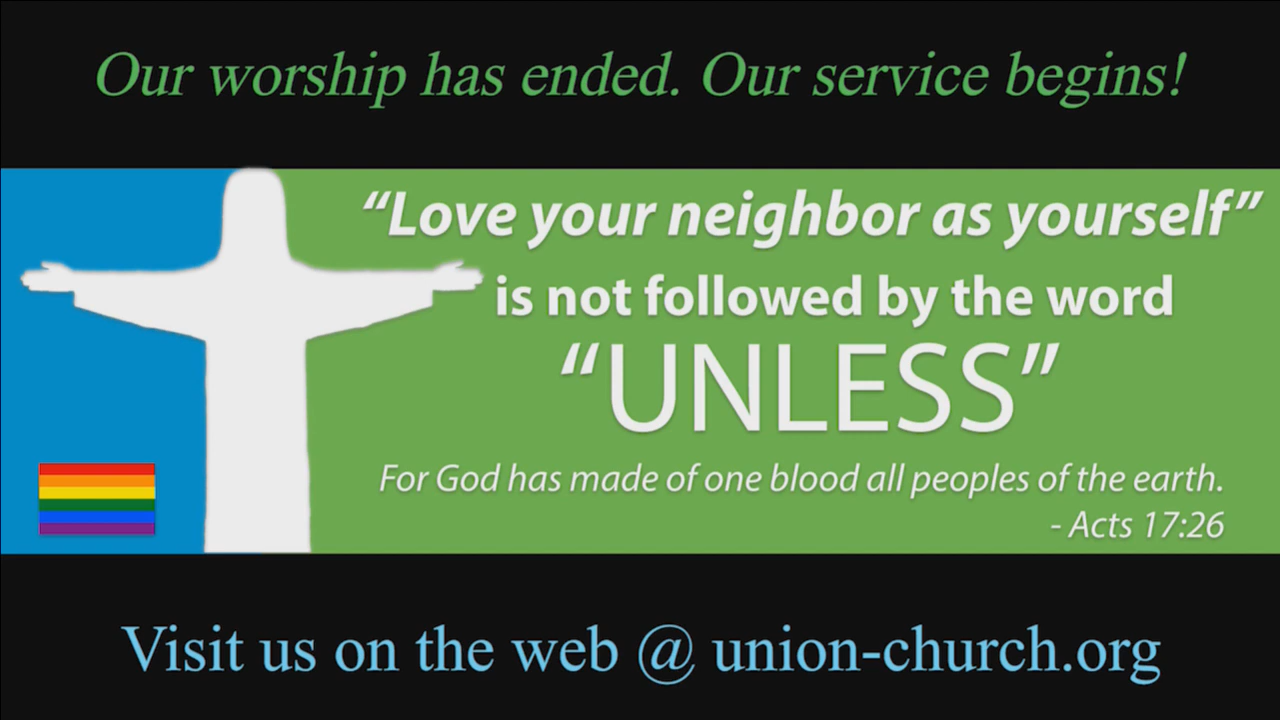 Our worship has ended. Our service begins!
“Love your neighbor as yourself”
is not followed by the word
“UNLESS”
For God has made of one blood all peoples of the earth.
- Acts 17:26
Visit us on the web @ union-church.org